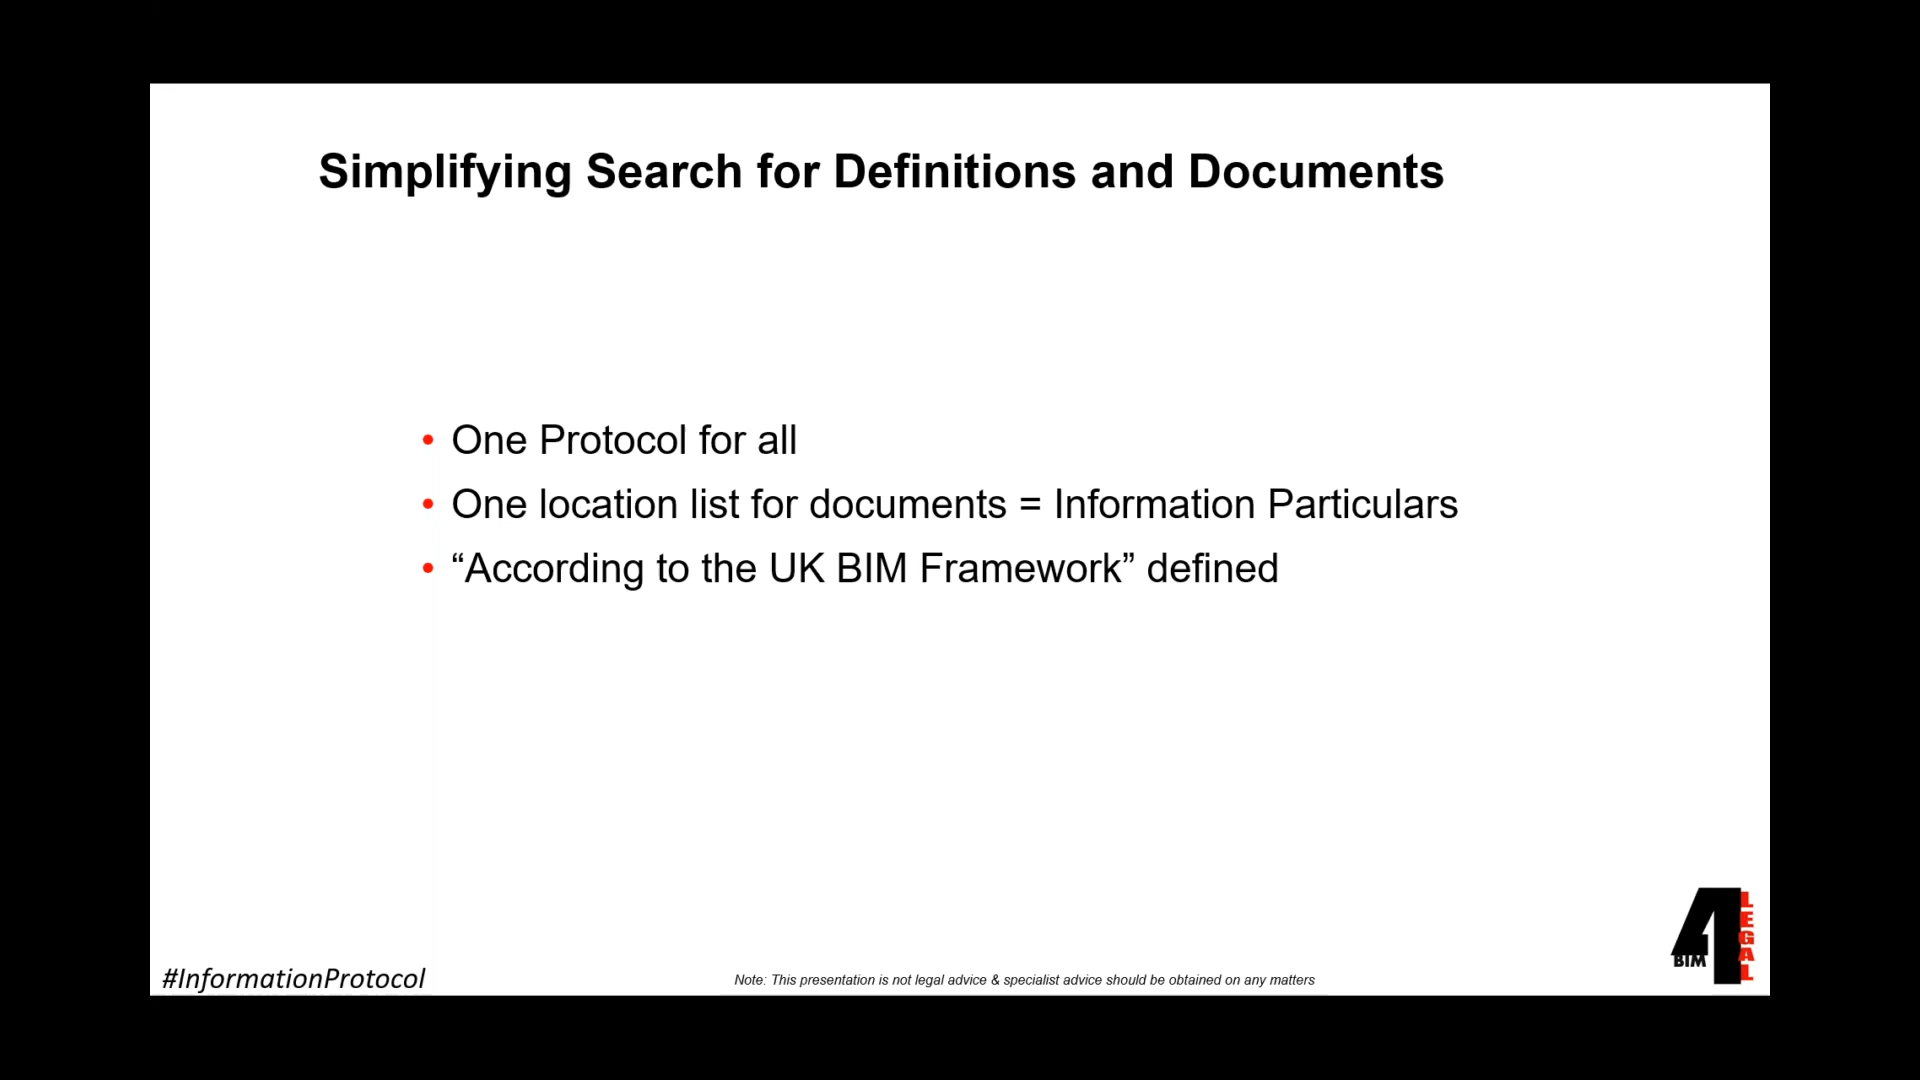 Simplifying Search for Definitions and Documents
• One Protocol for all
• One location list for documents = Information Particulars
• “According to the UK BIM Framework” defined
#InformationProtocol
Note: This presentation is not legal advice & specialist advice should be obtained on any matters
BIM
4
LEGAL